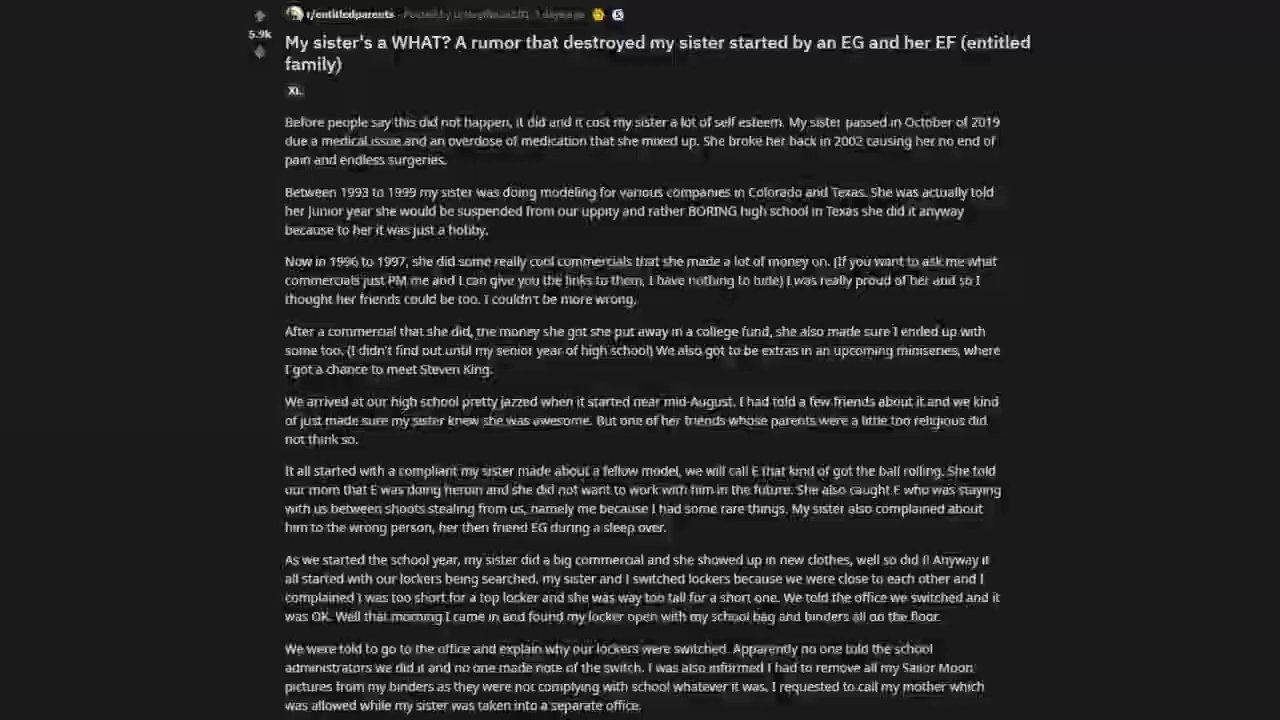 r/entitledparents
5.9k
My sister's a WHAT? A rumor that destroyed my sister started by an EG and her EF (entitled
family)
XL
Before people say this did not happen, it did and it cost my sister a lot of self esteem. My sister passed in October of 2019
due a medical issue and an overdose of medication that she mixed up. She broke her back in 2002 causing her no end of
pain and endless surgeries.
Between 1993 to 1999 my sister was doing modeling for various companies in Colorado and Texas. She was actually told
her Junior year she would be suspended from our uppity and rather BORING high school in Texas she did it anyway
because to her it was just a hobby.
Now in 1996 to 1997, she did some really cool commercials that she made a lot of money on. (If you want to ask me what
commercials just PM me and I can give you the links to them, I have nothing to hide) I was really proud of her and so I
thought her friends could be too. I couldn't be more wrong.
After a commercial that she did, the money she got she put away in a college fund, she also made sure I ended up with
some too. (I didn't find out until my senior year of high school) We also got to be extras in an upcoming miniseries, where
I got a chance to meet Steven King.
We arrived at our high school pretty jazzed when it started near mid-August. I had told a few friends about it and we kind
of just made sure my sister knew she was awesome. But one of her friends whose parents were a little too religious did
not think so.
It all started with a compliant my sister made about a fellow model, we will call E that kind of got the ball rolling. She told
our mom that E was doing heroin and she did not want to work with him in the future. She also caught E who was staying
with us between shoots stealing from us, namely me because I had some rare things. My sister also complained about
him to the wrong person, her then friend EG during a sleep over.
As we started the school year, my sister did a big commercial and she showed up in new clothes, well so did I! Anyway it
all started with our lockers being searched, my sister and I switched lockers because we were close to each other and I
complained I was too short for a top locker and she was way too tall for a short one. We told the office we switched and it
was OK. Well that morning I came in and found my locker open with my school bag and binders all on the floor.
We were told to go to the office and explain why our lockers were switched. Apparently no one told the school
administrators we did it and no one made note of the switch. I was also informed I had to remove all my Sailor Moon
pictures from my binders as they were not complying with school whatever it was. I requested to call my mother which
was allowed while my sister was taken into a separate office.